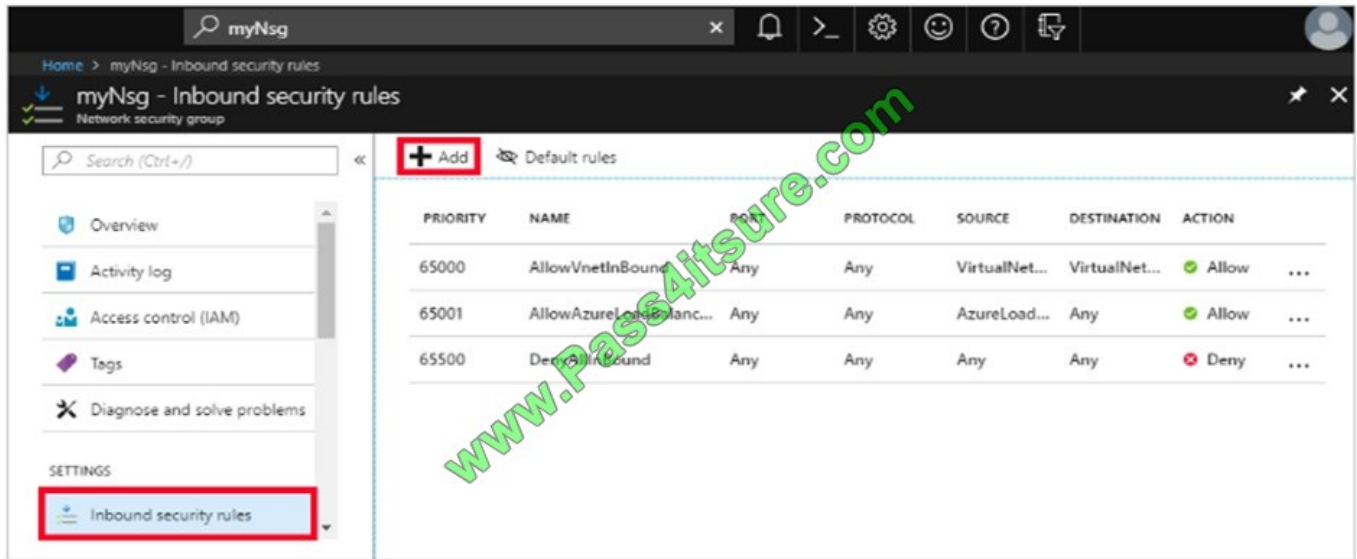 myNsg
Home > myNsg - Inbound security rules
myNsg - Inbound security rules
Network security group
Search (Ctrl+/)
Add
Default rules
Overview
Activity log
Access control (IAM)
Tags
Diagnose and solve problems
SETTINGS
Inbound security rules
PRIORITY NAME PORT PROTOCOL SOURCE DESTINATION ACTION
65000 AllowVnetInBound Any Any VirtualNet... VirtualNet... Allow ...
65001 AllowAzureLoadBalanc... Any Any AzureLoad... Any Allow ...
65500 DenyAllInBound Any Any Any Any Deny ...
www.Pass4itsure.com